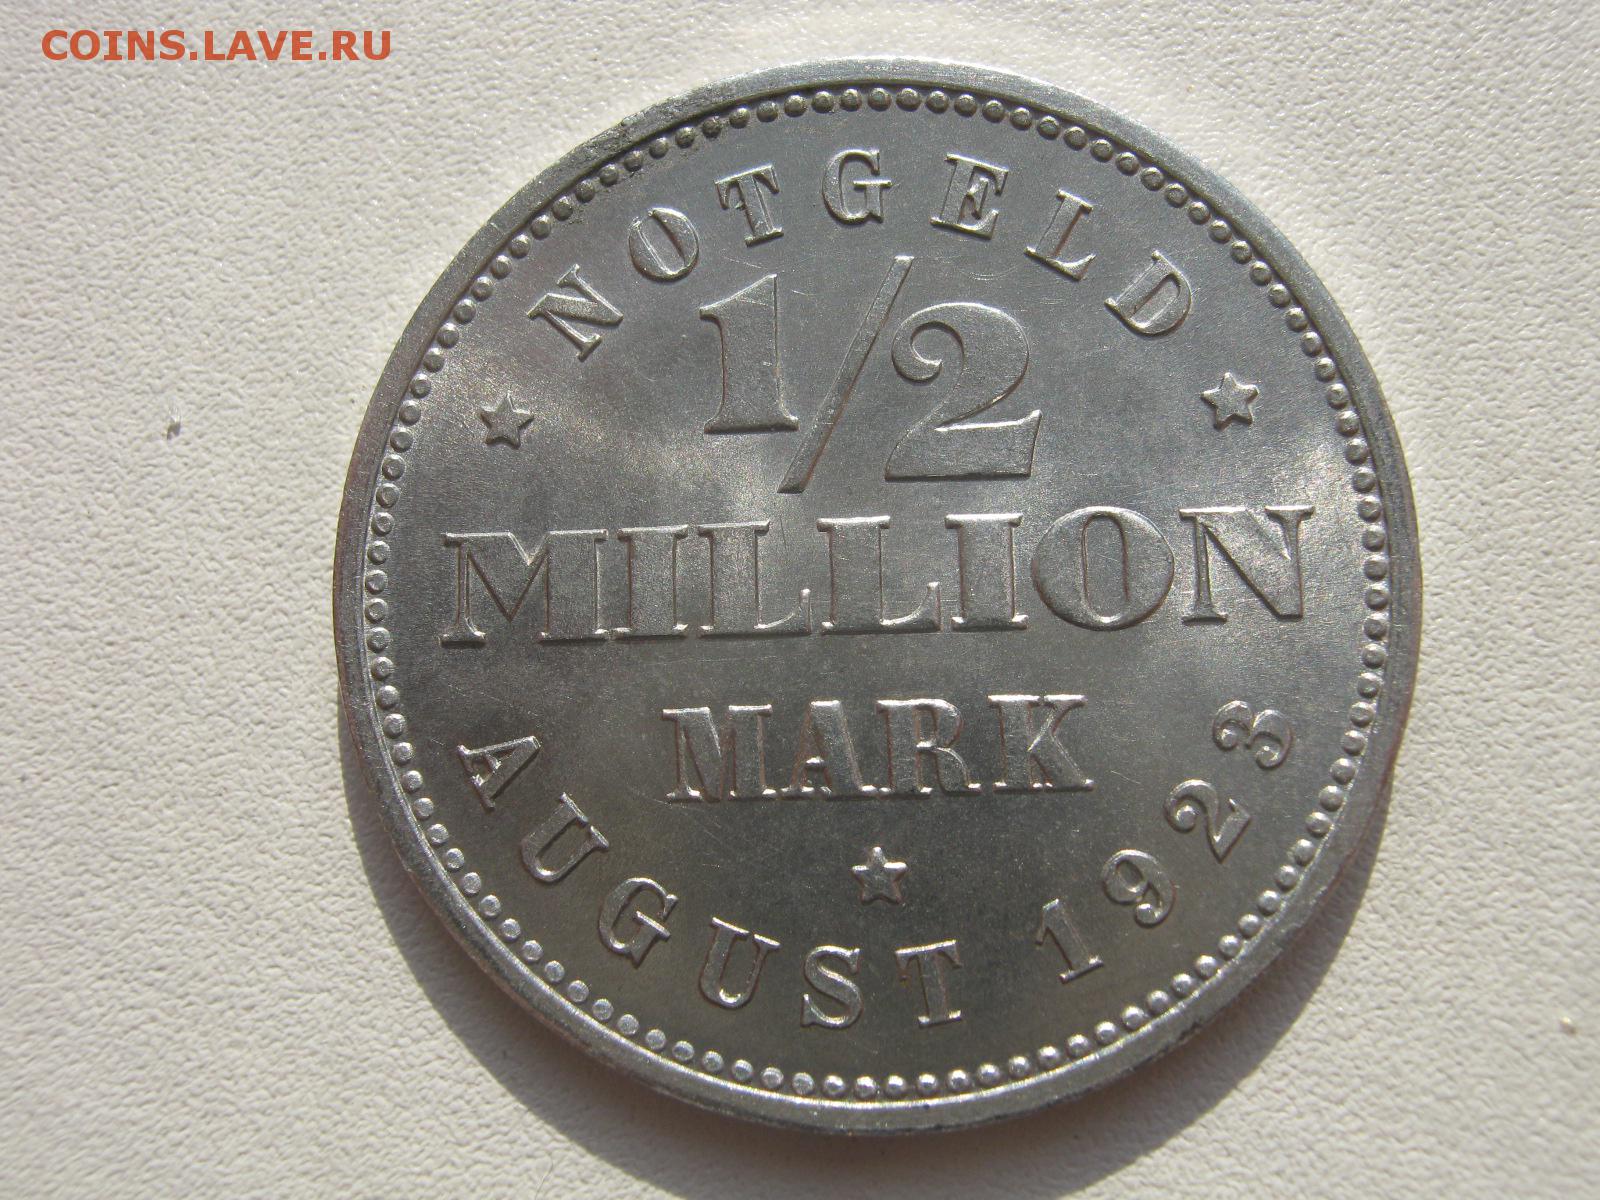 COINS.LAVE.RU
NOTGELD
1/2
MILLION
MARK
AUGUST 1923